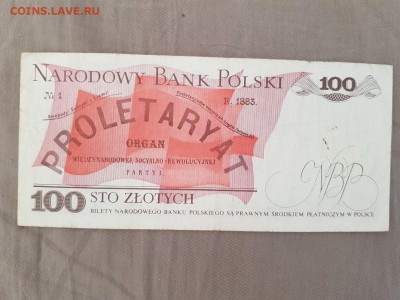 COINS.LAVE.RU
NARODOWY BANK POLSKI
100
№ 1
R. 1883.
PROLETARYAT
ORGAN
MIĘDZYNARODOWEJ SOCYALNO-REWOLUCYJNEJ
PARTYI.
100
STO ZŁOTYCH
NBP
BILETY NARODOWEGO BANKU POLSKIEGO SĄ PRAWNYM ŚRODKIEM PŁATNICZYM W POLSCE